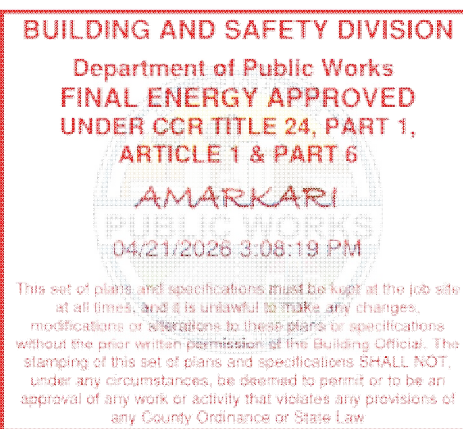 BUILDING AND SAFETY DIVISION
Department of Public Works
FINAL ENERGY APPROVED
UNDER CCR TITLE 24, PART 1,
ARTICLE 1 & PART 6
AMARKARI
PUBLIC WORKS
04/21/2026 3:08:19 PM
This set of plans and specifications must be kept at the job site
at all times, and it is unlawful to make any changes,
modifications or alterations to these plans or specifications
without the prior written permission of the Building Official. The
stamping of this set of plans and specifications SHALL NOT,
under any circumstances, be deemed to permit or to be an
approval of any work or activity that violates any provisions of
any County Ordinance or State Law